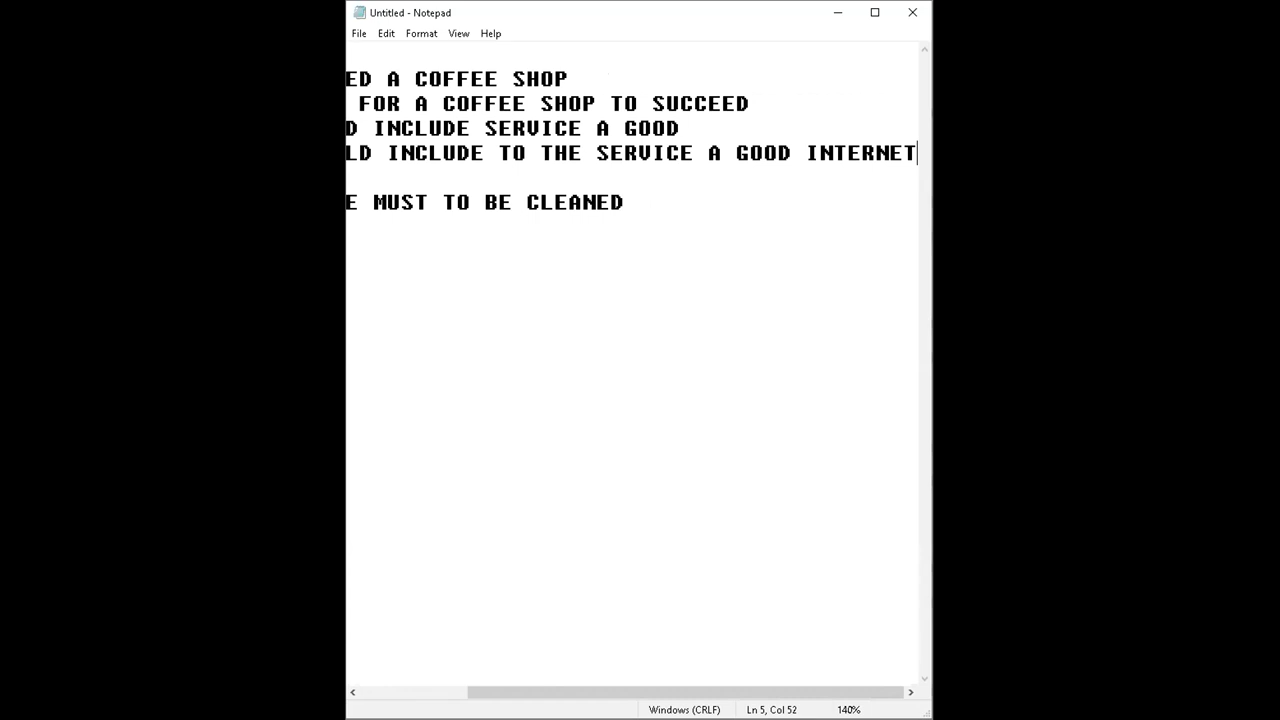 Untitled - Notepad
File Edit Format View Help
ED A COFFEE SHOP
FOR A COFFEE SHOP TO SUCCEED
D INCLUDE SERVICE A GOOD
LD INCLUDE TO THE SERVICE A GOOD INTERNET
E MUST TO BE CLEANED
Windows (CRLF) Ln 5, Col 52 140%